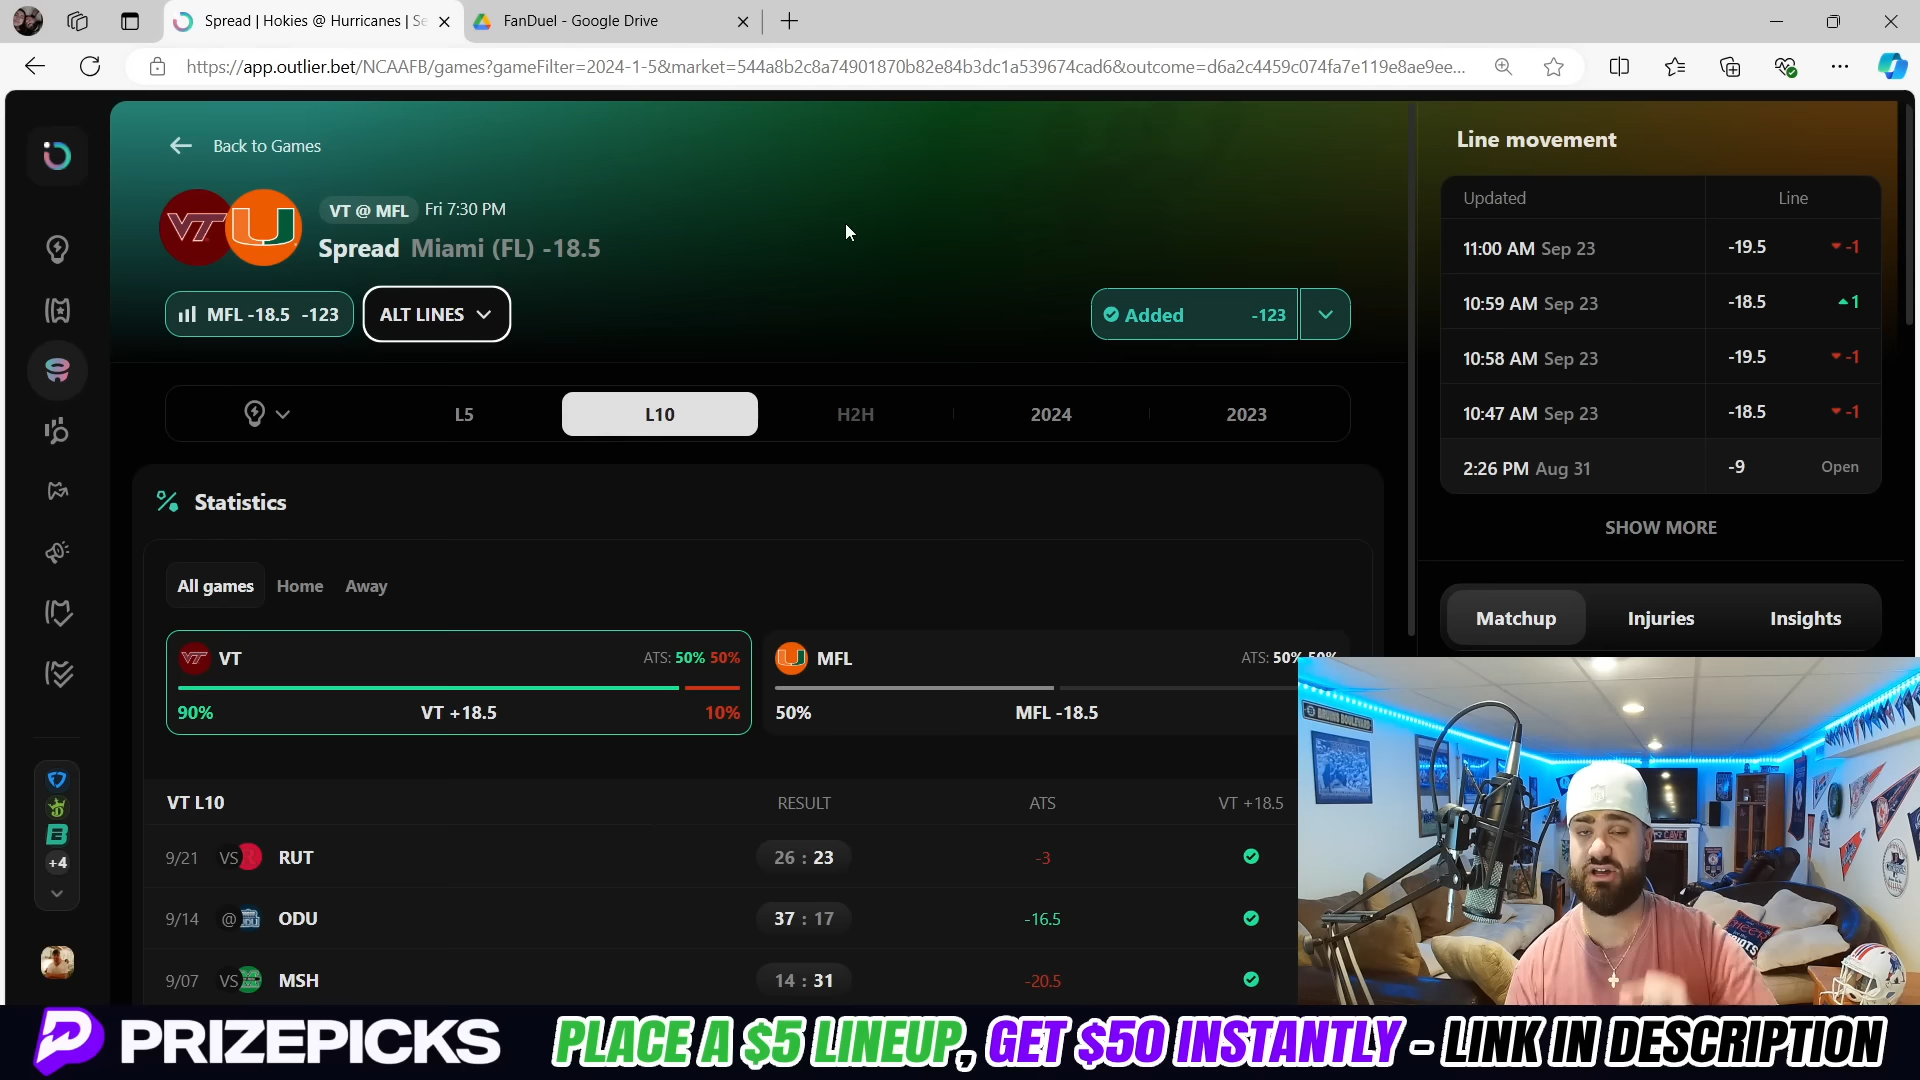 Spread | Hokies @ Hurricanes | Se
FanDuel - Google Drive
https://app.outlier.bet/NCAAFB/games?gameFilter=2024-1-5&market=544a8b2c8a74901870b82e84b3dc1a539674cad6&outcome=d6a2c4459c074fa7e119e8ae9ee...
Back to Games
VT @ MFL Fri 7:30 PM
Spread Miami (FL) -18.5
MFL -18.5 -123
ALT LINES
Added -123
L5 L10 H2H 2024 2023
Statistics
All games Home Away
VT ATS: 50% 50%
90% VT +18.5 10%
MFL ATS: 50% 50%
50% MFL -18.5
VT L10 RESULT ATS VT +18.5
9/21 VS RUT 26 : 23 -3
9/14 @ ODU 37 : 17 -16.5
9/07 VS MSH 14 : 31 -20.5
Line movement
Updated Line
11:00 AM Sep 23 -19.5 -1
10:59 AM Sep 23 -18.5 1
10:58 AM Sep 23 -19.5 -1
10:47 AM Sep 23 -18.5 -1
2:26 PM Aug 31 -9 Open
SHOW MORE
Matchup Injuries Insights
+4
BRUINS BOULEVARD
PRIZEPICKS
PLACE A $5 LINEUP, GET $50 INSTANTLY - LINK IN DESCRIPTION